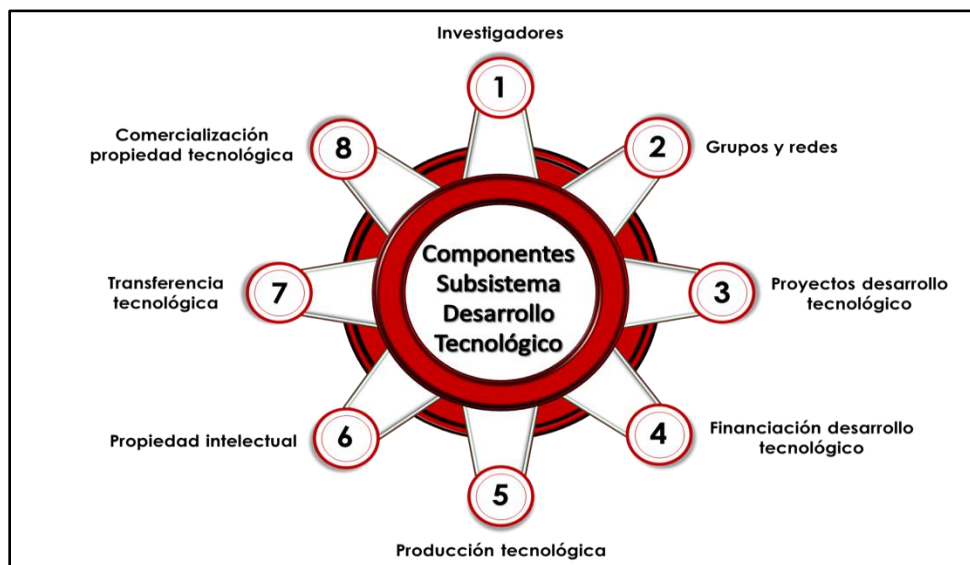 Componentes
Subsistema
Desarrollo
Tecnológico
1
Investigadores
2
Grupos y redes
3
Proyectos desarrollo
tecnológico
4
Financiación desarrollo
tecnológico
5
Producción tecnológica
6
Propiedad intelectual
7
Transferencia
tecnológica
8
Comercialización
propiedad tecnológica